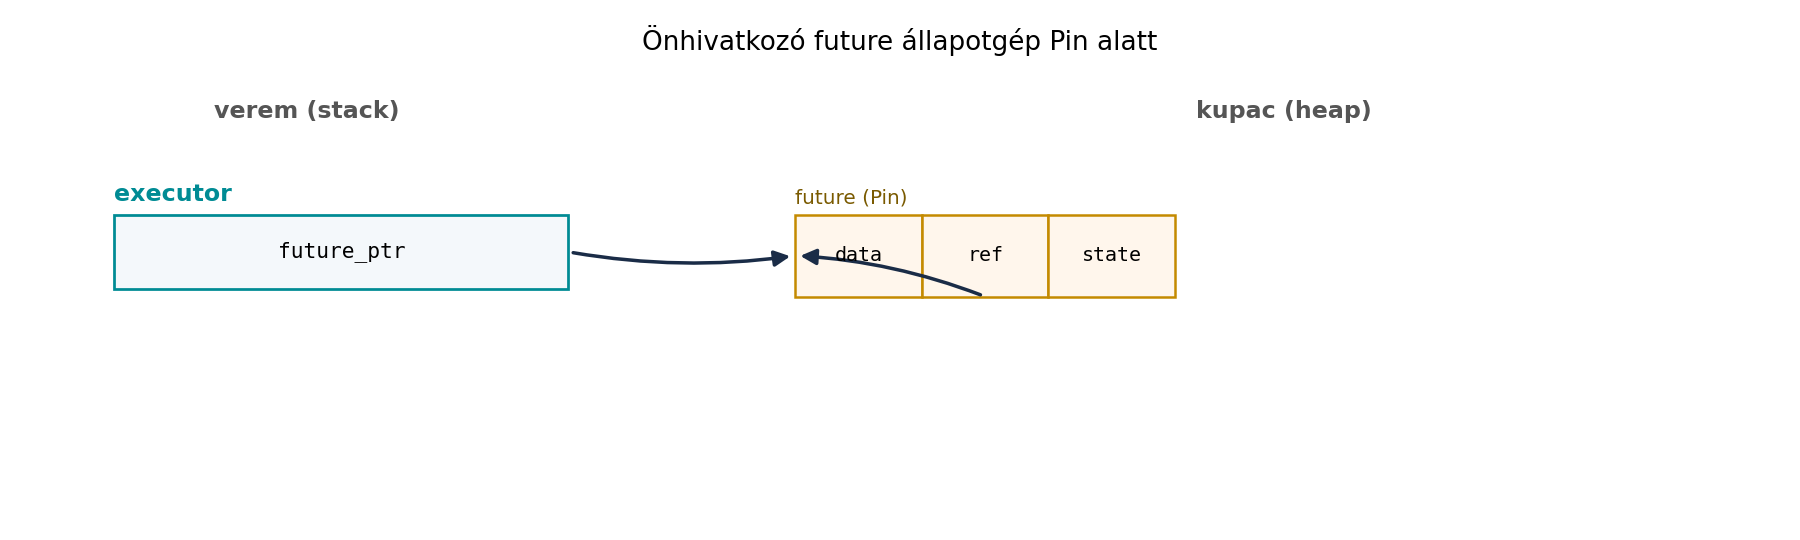 Önhivatkozó future állapotgép Pin alatt
verem (stack)
kupac (heap)
executor
future_ptr
future (Pin)
data
ref
state